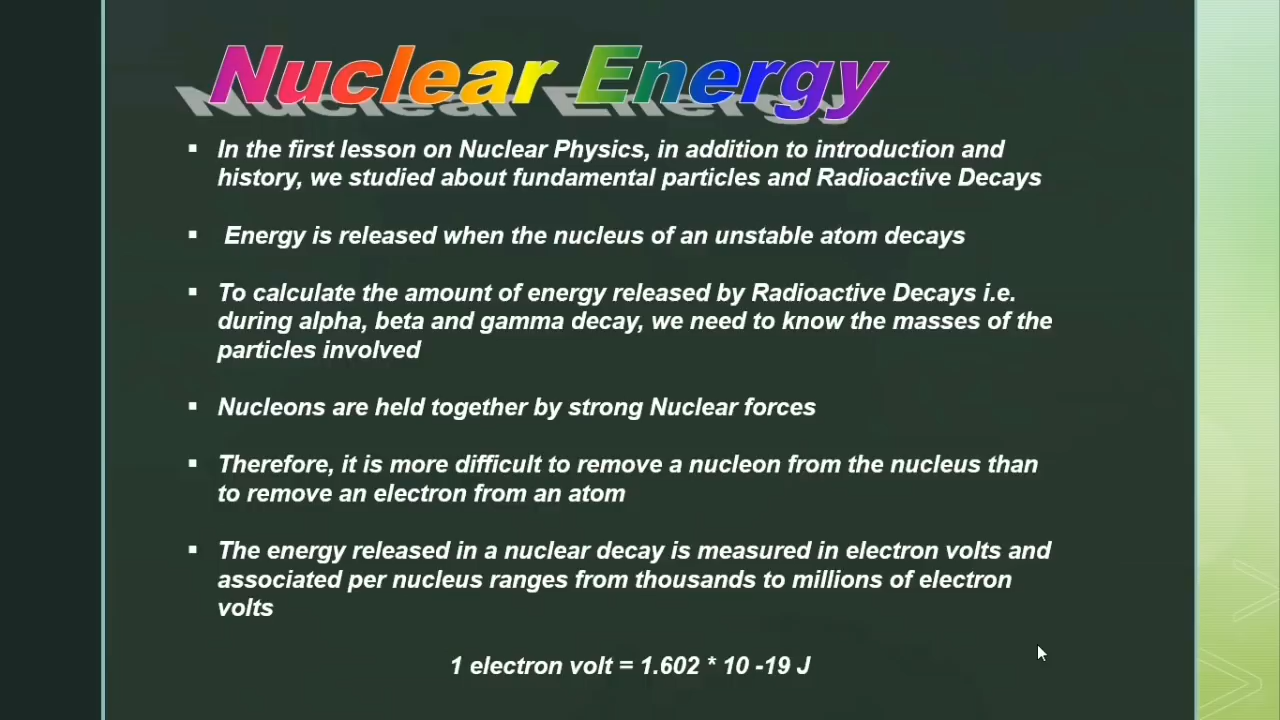 Nuclear Energy
▪ In the first lesson on Nuclear Physics, in addition to introduction and
history, we studied about fundamental particles and Radioactive Decays
▪ Energy is released when the nucleus of an unstable atom decays
▪ To calculate the amount of energy released by Radioactive Decays i.e.
during alpha, beta and gamma decay, we need to know the masses of the
particles involved
▪ Nucleons are held together by strong Nuclear forces
▪ Therefore, it is more difficult to remove a nucleon from the nucleus than
to remove an electron from an atom
▪ The energy released in a nuclear decay is measured in electron volts and
associated per nucleus ranges from thousands to millions of electron
volts
1 electron volt = 1.602 * 10 -19 J